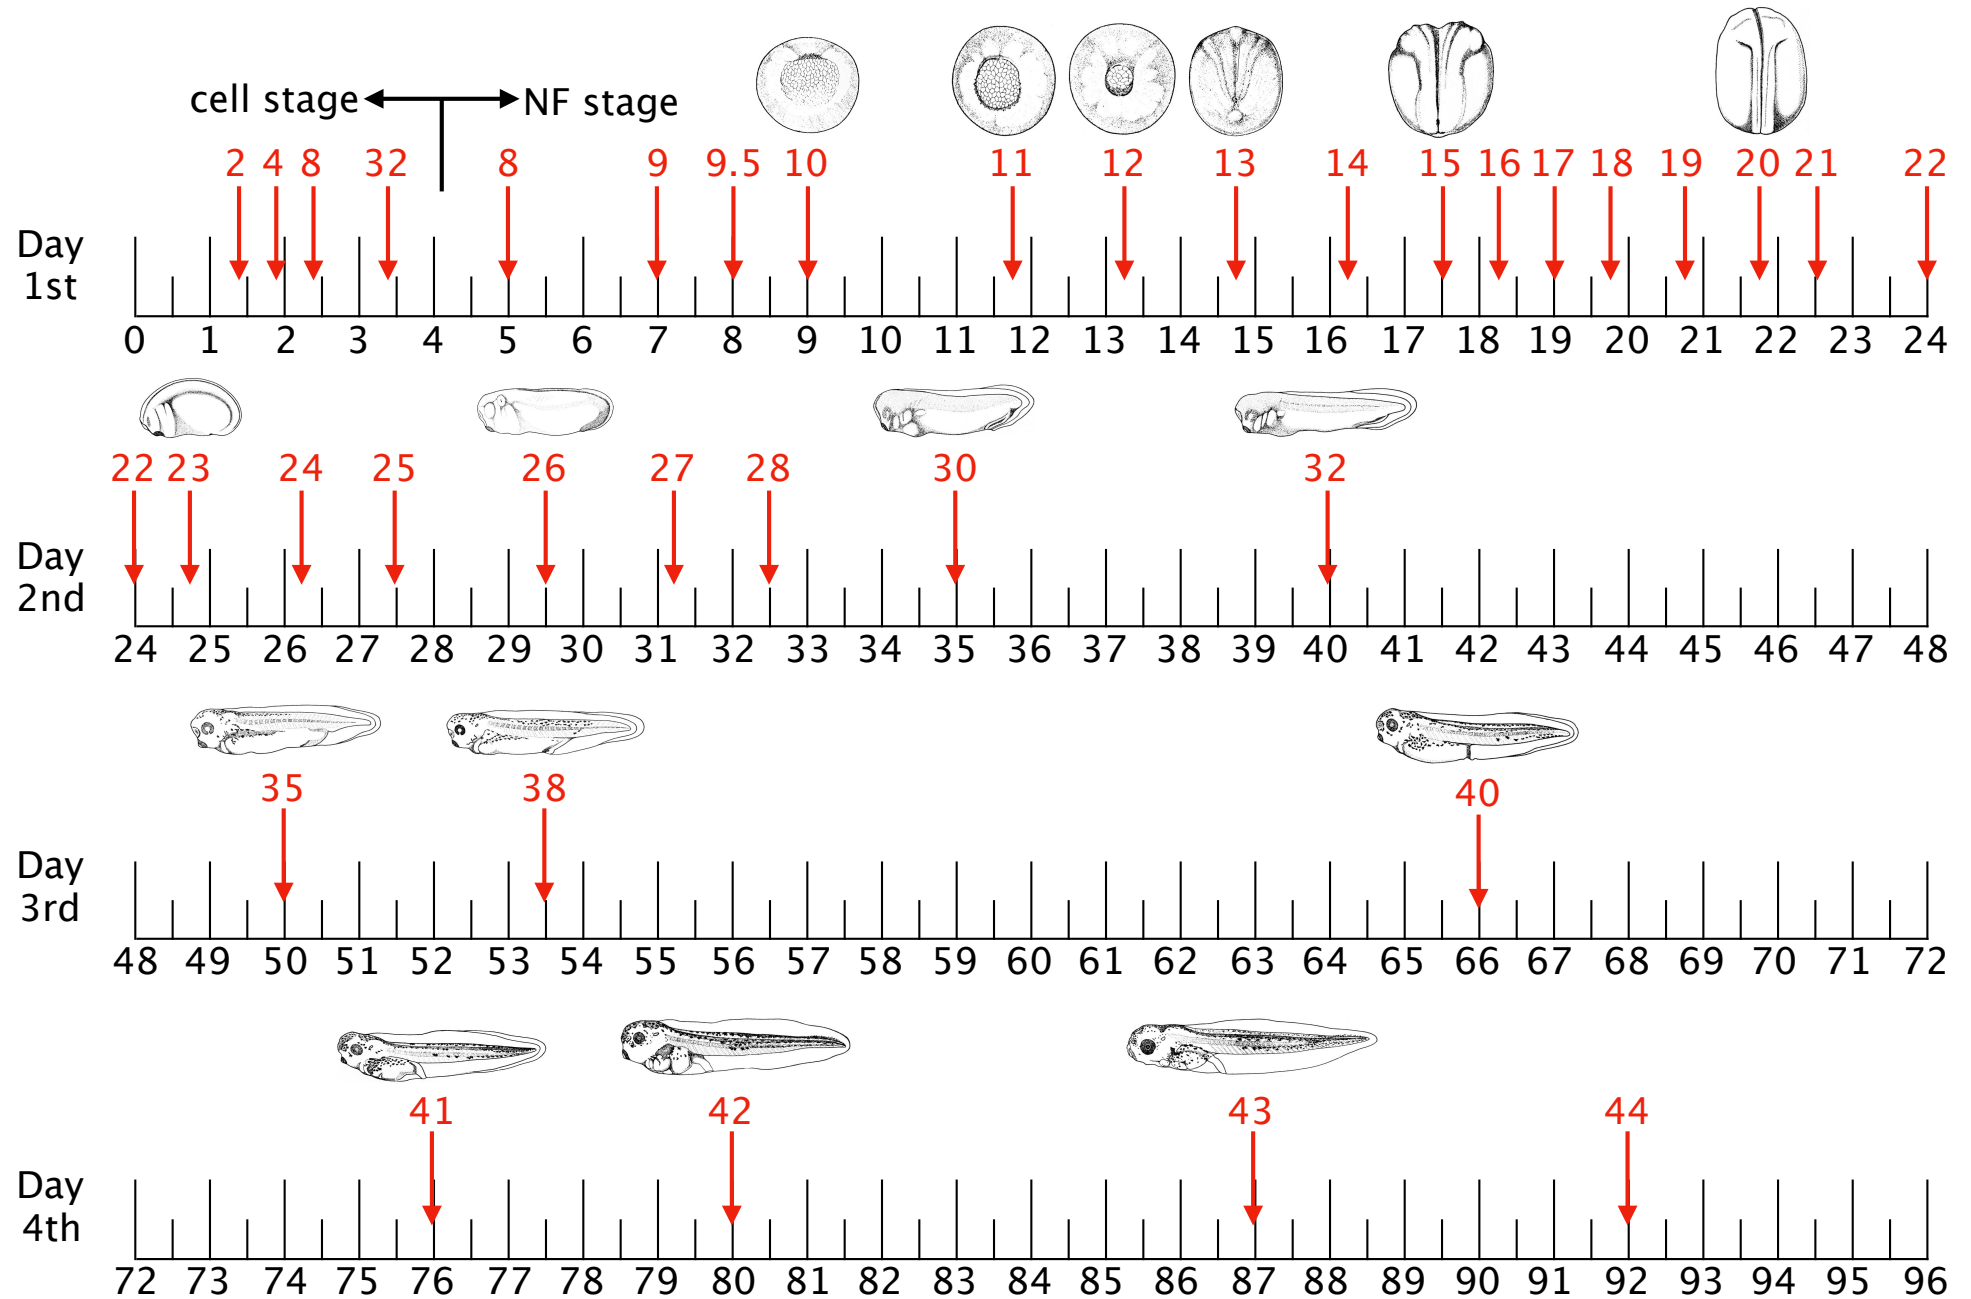 cell stage NF stage
2 4 8 32 8 9 9.5 10 11 12 13 14 15 16 17 18 19 20 21 22
Day
1st
0 1 2 3 4 5 6 7 8 9 10 11 12 13 14 15 16 17 18 19 20 21 22 23 24
22 23 24 25 26 27 28 30 32
Day
2nd
24 25 26 27 28 29 30 31 32 33 34 35 36 37 38 39 40 41 42 43 44 45 46 47 48
35 38 40
Day
3rd
48 49 50 51 52 53 54 55 56 57 58 59 60 61 62 63 64 65 66 67 68 69 70 71 72
41 42 43 44
Day
4th
72 73 74 75 76 77 78 79 80 81 82 83 84 85 86 87 88 89 90 91 92 93 94 95 96